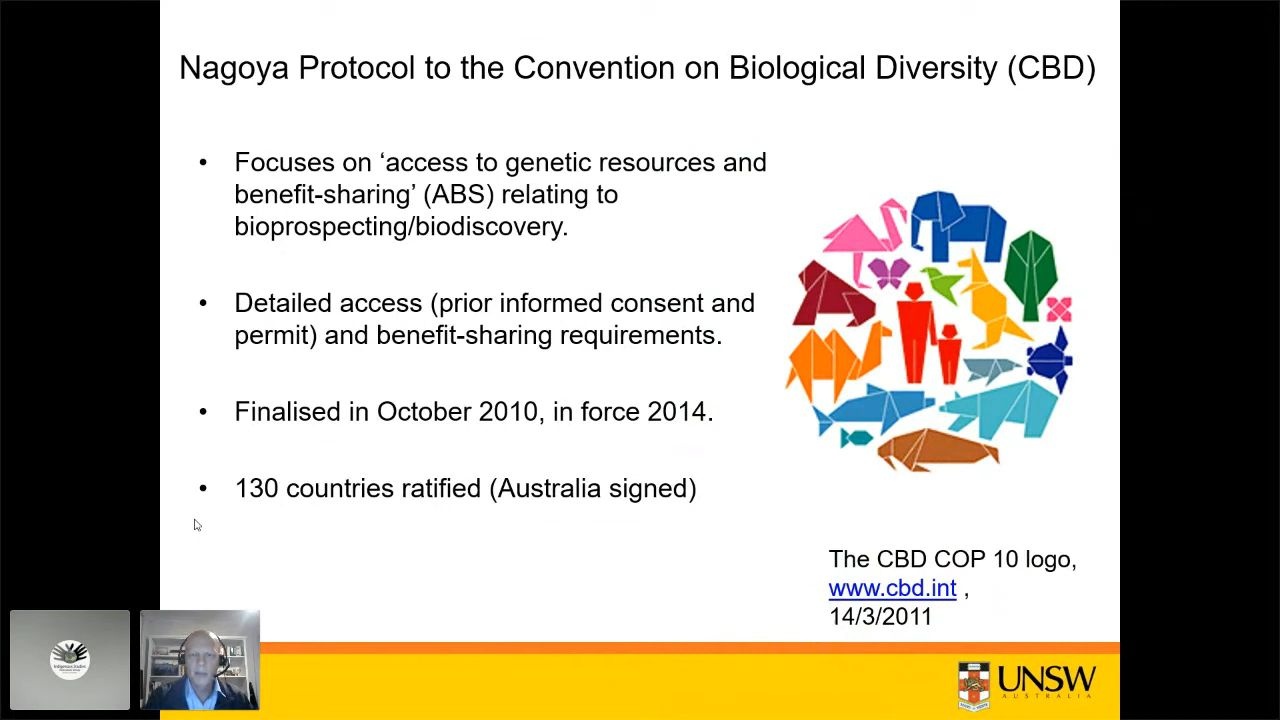 Nagoya Protocol to the Convention on Biological Diversity (CBD)
• Focuses on ‘access to genetic resources and
benefit-sharing’ (ABS) relating to
bioprospecting/biodiscovery.
• Detailed access (prior informed consent and
permit) and benefit-sharing requirements.
• Finalised in October 2010, in force 2014.
• 130 countries ratified (Australia signed)
The CBD COP 10 logo,
www.cbd.int ,
14/3/2011
UNSW
AUSTRALIA